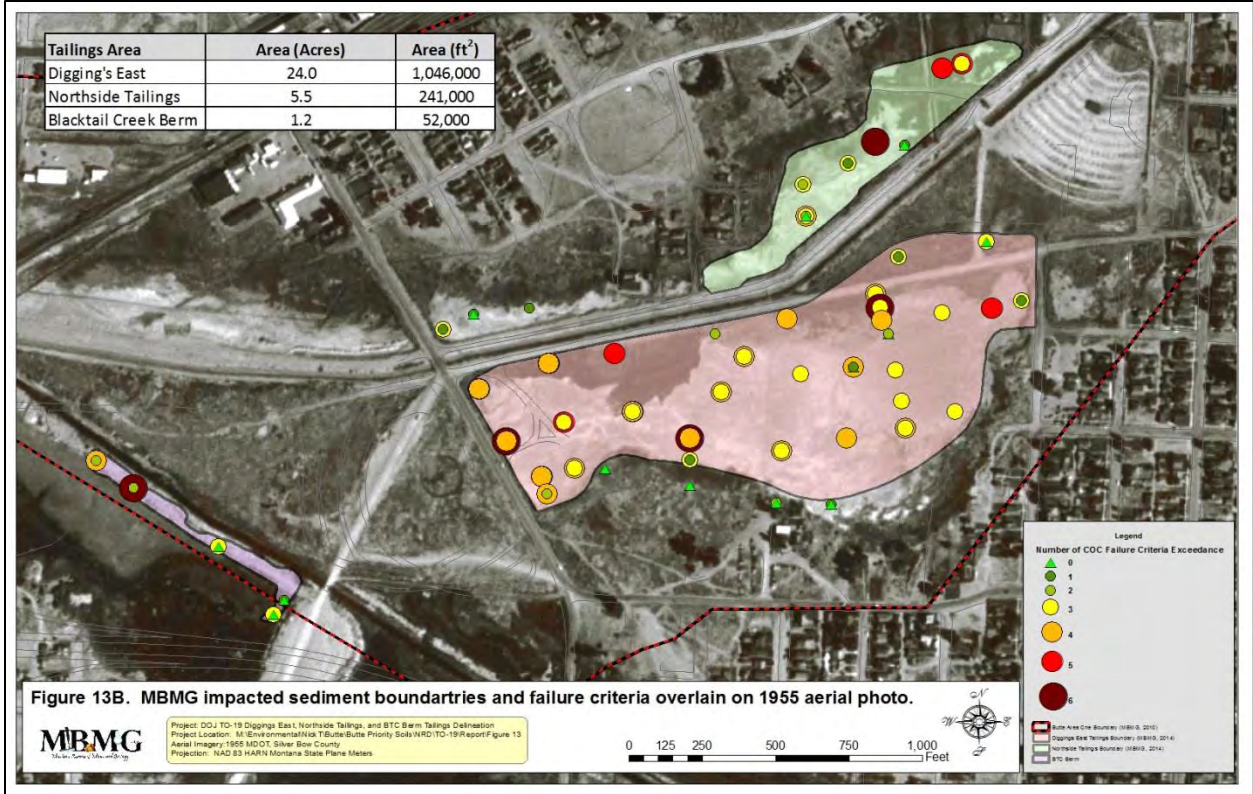 Tailings Area Area (Acres) Area (ft²)
Digging's East 24.0 1,046,000
Northside Tailings 5.5 241,000
Blacktail Creek Berm 1.2 52,000
Legend
Number of COC Failure Criteria Exceedance
0
1
2
3
4
5
6
Butte Area One Boundary (MBMG, 2010)
Diggings East Tailings Boundary (MBMG, 2014)
Northside Tailings Boundary (MBMG, 2014)
BTC Berm
Figure 13B. MBMG impacted sediment boundartries and failure criteria overlain on 1955 aerial photo.
MBMG
Project: DOJ TO-19 Diggings East, Northside Tailings, and BTC Berm Tailings Delineation
Project Location: M:\Environmental\Nick T\Butte\Butte Priority Soils\NRD\TO-19\Report\Figure 13
Aerial Imagery: 1955 MDOT, Silver Bow County
Projection: NAD 83 HARN Montana State Plane Meters
0 125 250 500 750 1,000
Feet
N
W
S